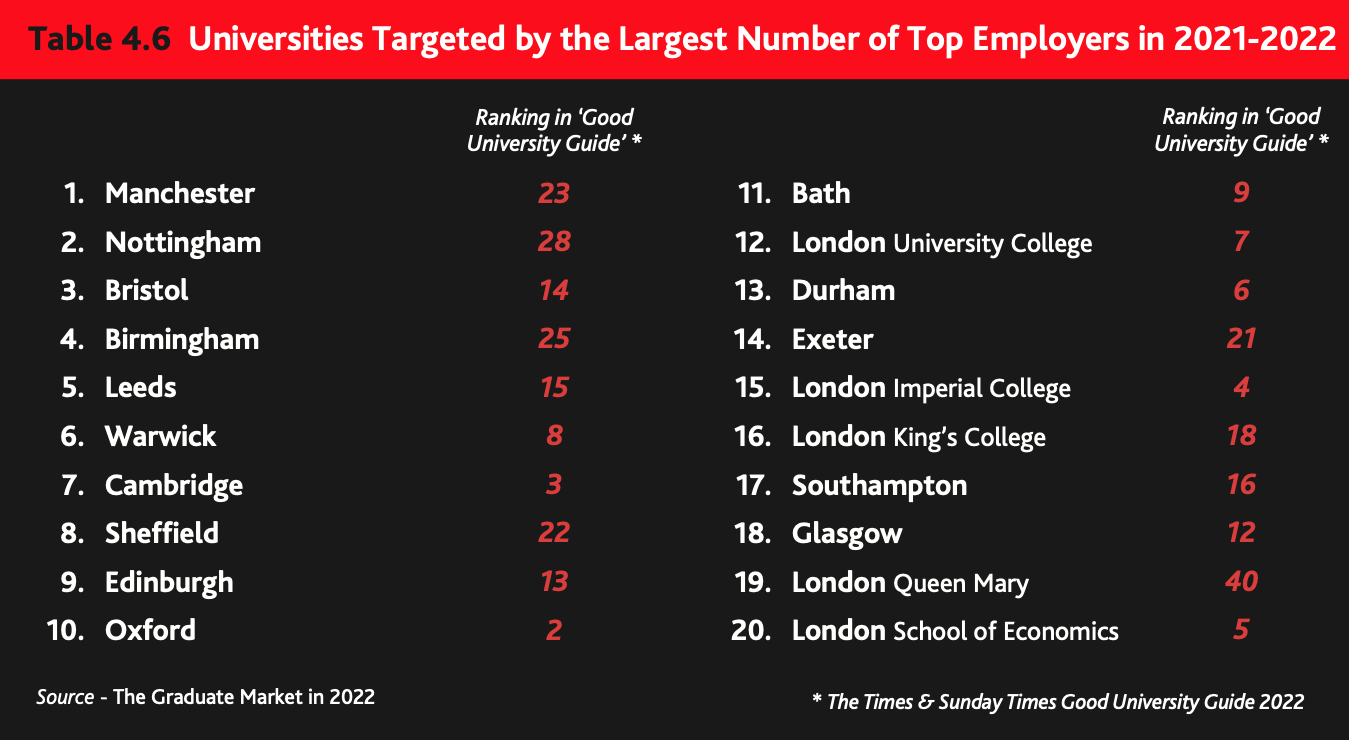 Table 4.6 Universities Targeted by the Largest Number of Top Employers in 2021-2022
Ranking in ‘Good
University Guide’ *
1. Manchester 23
2. Nottingham 28
3. Bristol 14
4. Birmingham 25
5. Leeds 15
6. Warwick 8
7. Cambridge 3
8. Sheffield 22
9. Edinburgh 13
10. Oxford 2
Ranking in ‘Good
University Guide’ *
11. Bath 9
12. London University College 7
13. Durham 6
14. Exeter 21
15. London Imperial College 4
16. London King’s College 18
17. Southampton 16
18. Glasgow 12
19. London Queen Mary 40
20. London School of Economics 5
Source - The Graduate Market in 2022
* The Times & Sunday Times Good University Guide 2022